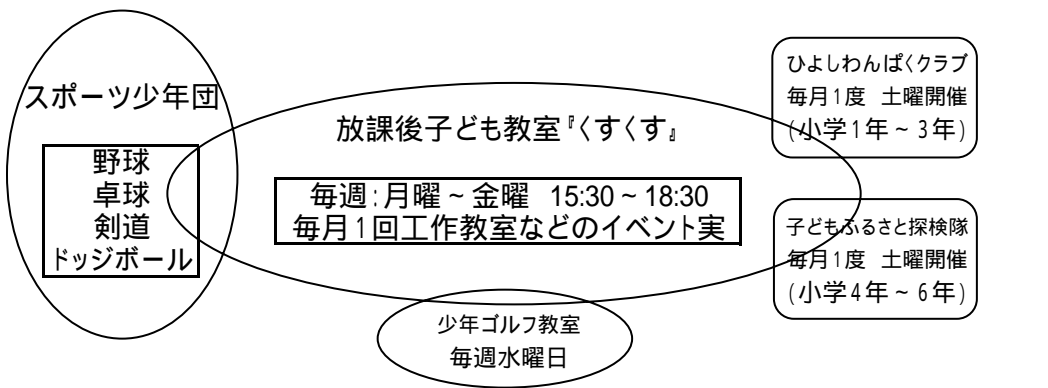 スポーツ少年団
野球
卓球
剣道
ドッジボール
放課後子ども教室『くすくす』
毎週:月曜~金曜 15:30~18:30
毎月1回工作教室などのイベント実
少年ゴルフ教室
毎週水曜日
ひよしわんぱくクラブ
毎月1度 土曜開催
(小学1年~3年)
子どもふるさと探検隊
毎月1度 土曜開催
(小学4年~6年)